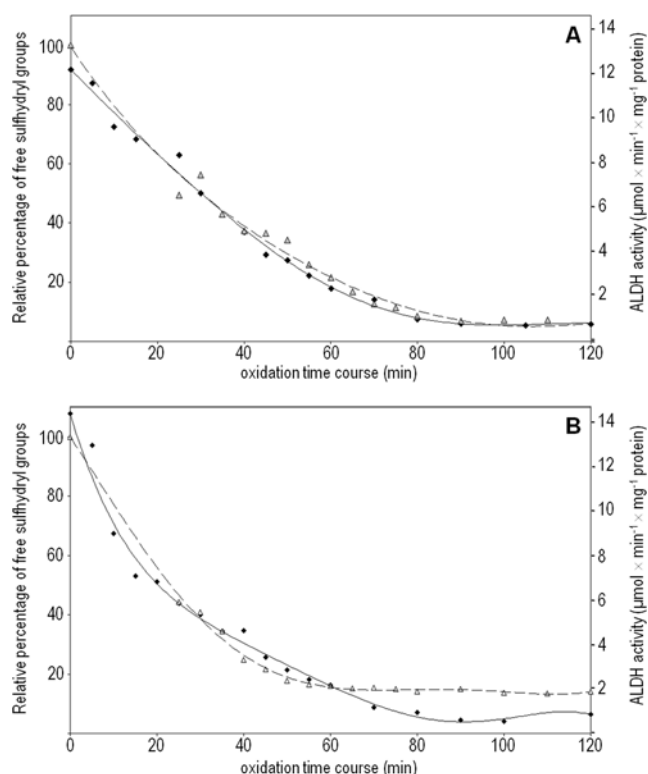 A
Relative percentage of free sulfhydryl groups
100
80
60
40
20
14
12
10
8
6
4
2
0
ALDH activity (µmol × min⁻¹ × mg⁻¹ protein)
0 20 40 60 80 100 120
oxidation time course (min)
B
Relative percentage of free sulfhydryl groups
100
80
60
40
20
14
12
10
8
6
4
2
0
ALDH activity (µmol × min⁻¹ × mg⁻¹ protein)
0 20 40 60 80 100 120
oxidation time course (min)